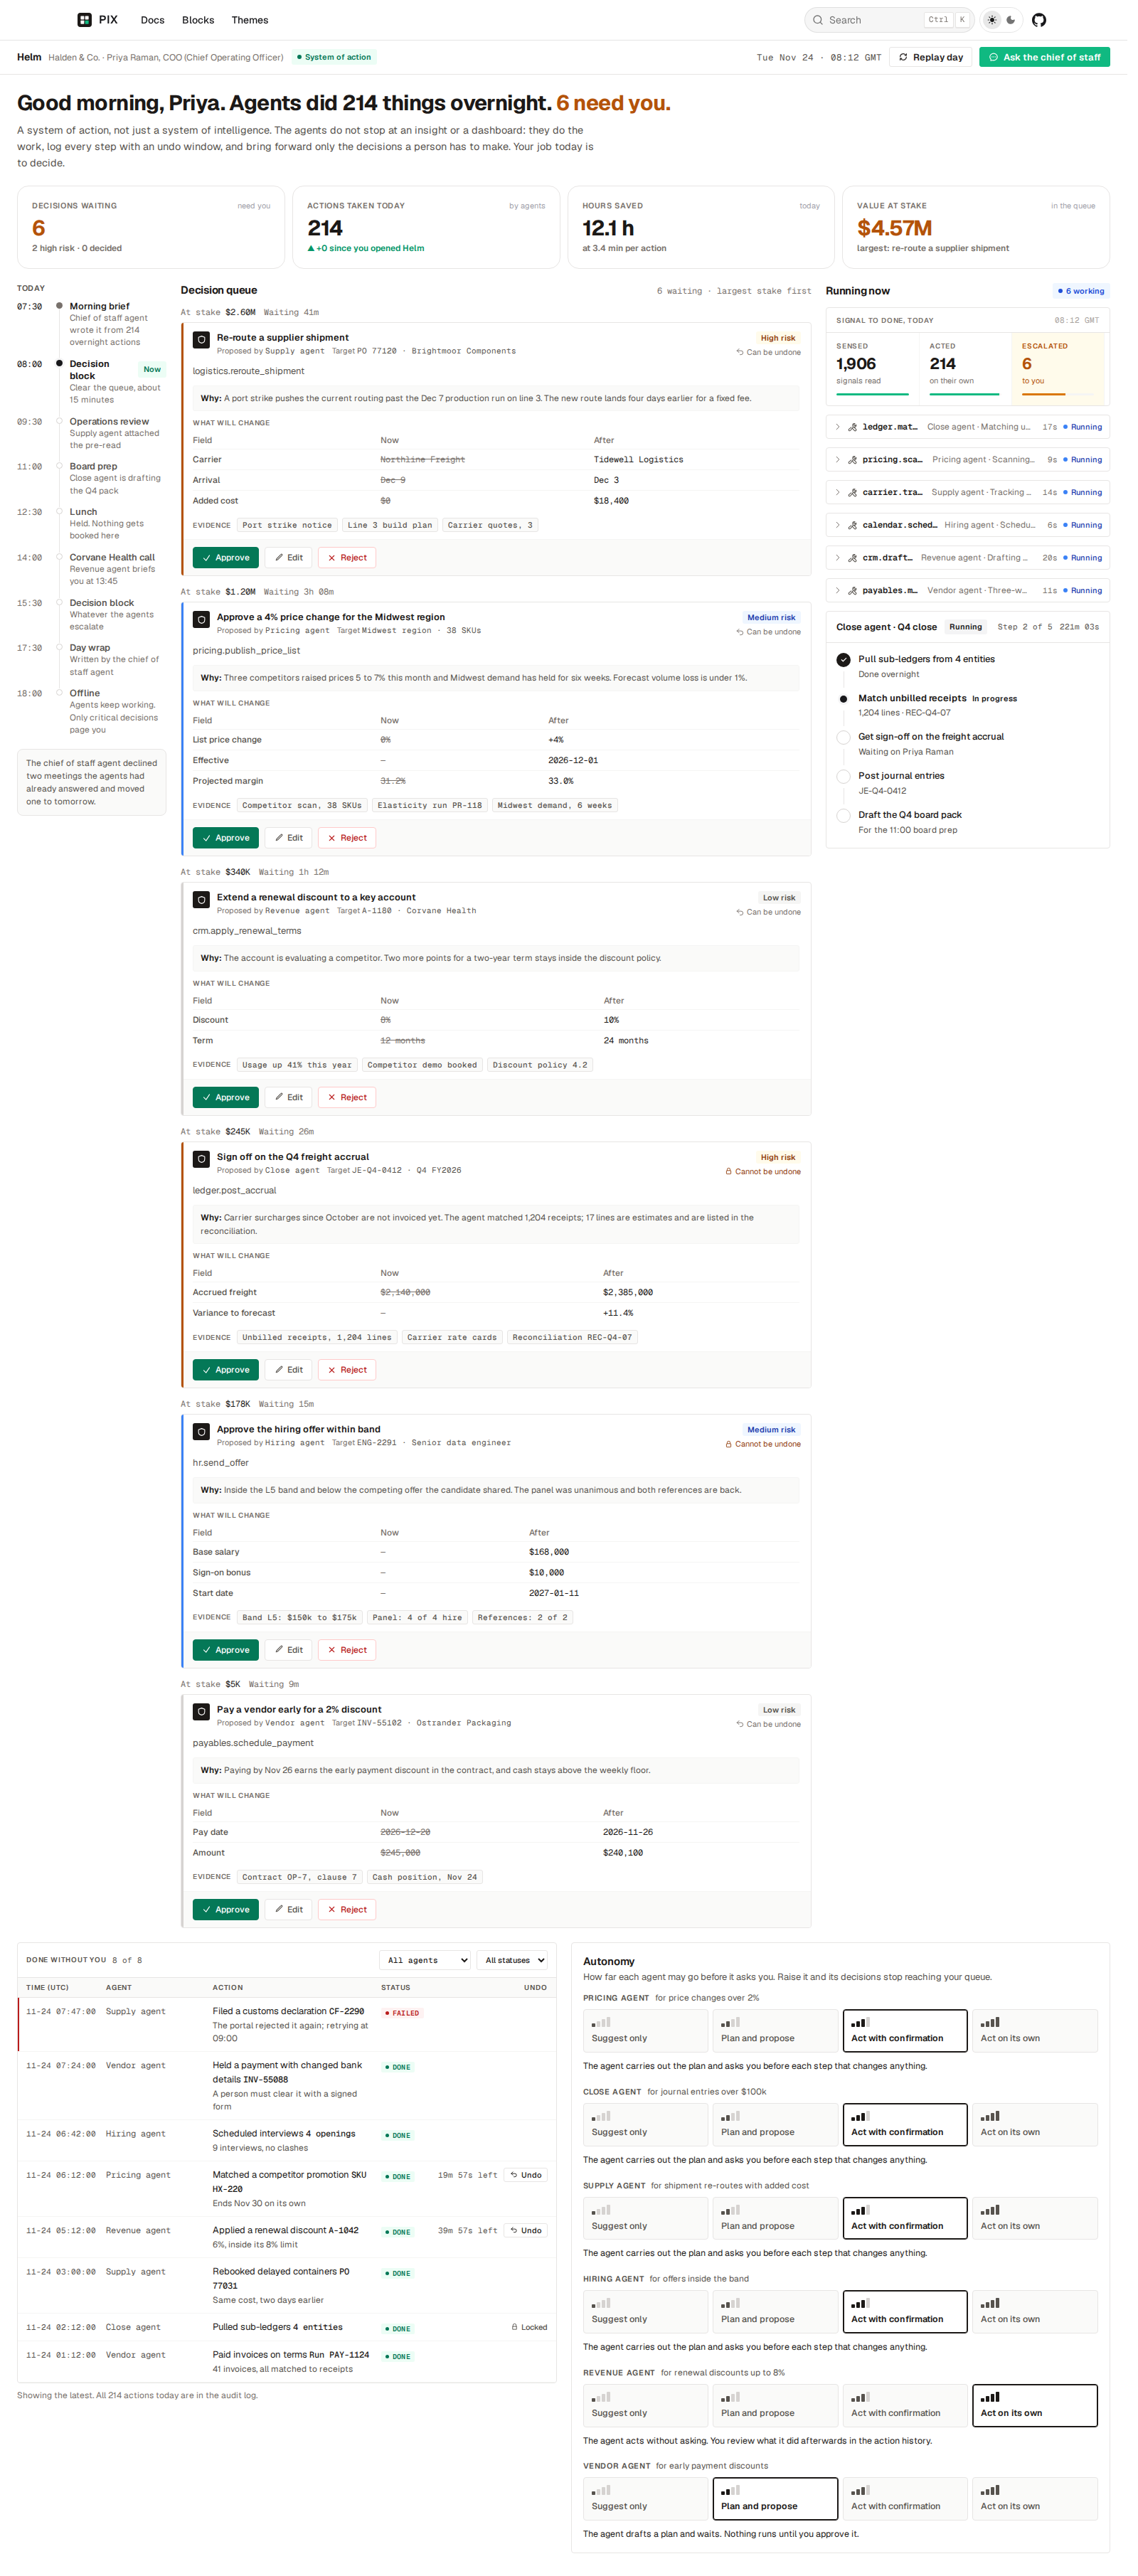 PIX
Docs
Blocks
Themes
Search
Ctrl K
Helm Halden & Co. · Priya Raman, COO (Chief Operating Officer) System of action
Tue Nov 24 · 08:12 GMT Replay day Ask the chief of staff
Good morning, Priya. Agents did 214 things overnight. 6 need you.
A system of action, not just a system of intelligence. The agents do not stop at an insight or a dashboard: they do the
work, log every step with an undo window, and bring forward only the decisions a person has to make. Your job today is
to decide.
DECISIONS WAITING need you
6
2 high risk · 0 decided
ACTIONS TAKEN TODAY by agents
214
▲ +0 since you opened Helm
HOURS SAVED today
12.1 h
at 3.4 min per action
VALUE AT STAKE in the queue
$4.57M
largest: re-route a supplier shipment
TODAY
07:30 Morning brief
Chief of staff agent
wrote it from 214
overnight actions
08:00 Decision
block
Now
Clear the queue, about
15 minutes
09:30 Operations review
Supply agent attached
the pre-read
11:00 Board prep
Close agent is drafting
the Q4 pack
12:30 Lunch
Held. Nothing gets
booked here
14:00 Corvane Health call
Revenue agent briefs
you at 13:45
15:30 Decision block
Whatever the agents
escalate
17:30 Day wrap
Written by the chief of
staff agent
18:00 Offline
Agents keep working.
Only critical decisions
page you
The chief of staff agent declined
two meetings the agents had
already answered and moved
one to tomorrow.
Decision queue 6 waiting · largest stake first
At stake $2.60M Waiting 41m
Re-route a supplier shipment High risk
Proposed by Supply agent Target PO 77120 · Brightmoor Components Can be undone
logistics.reroute_shipment
Why: A port strike pushes the current routing past the Dec 7 production run on line 3. The new route lands four days earlier for a fixed fee.
WHAT WILL CHANGE
Field Now After
Carrier Northline Freight Tidewell Logistics
Arrival Dec 9 Dec 3
Added cost $0 $18,400
EVIDENCE Port strike notice Line 3 build plan Carrier quotes, 3
Approve Edit Reject
At stake $1.20M Waiting 3h 08m
Approve a 4% price change for the Midwest region Medium risk
Proposed by Pricing agent Target Midwest region · 38 SKUs Can be undone
pricing.publish_price_list
Why: Three competitors raised prices 5 to 7% this month and Midwest demand has held for six weeks. Forecast volume loss is under 1%.
WHAT WILL CHANGE
Field Now After
List price change 0% +4%
Effective — 2026-12-01
Projected margin 31.2% 33.0%
EVIDENCE Competitor scan, 38 SKUs Elasticity run PR-118 Midwest demand, 6 weeks
Approve Edit Reject
At stake $340K Waiting 1h 12m
Extend a renewal discount to a key account Low risk
Proposed by Revenue agent Target A-1180 · Corvane Health Can be undone
crm.apply_renewal_terms
Why: The account is evaluating a competitor. Two more points for a two-year term stays inside the discount policy.
WHAT WILL CHANGE
Field Now After
Discount 8% 10%
Term 12 months 24 months
EVIDENCE Usage up 41% this year Competitor demo booked Discount policy 4.2
Approve Edit Reject
At stake $245K Waiting 26m
Sign off on the Q4 freight accrual High risk
Proposed by Close agent Target JE-Q4-0412 · Q4 FY2026 Cannot be undone
ledger.post_accrual
Why: Carrier surcharges since October are not invoiced yet. The agent matched 1,204 receipts; 17 lines are estimates and are listed in the
reconciliation.
WHAT WILL CHANGE
Field Now After
Accrued freight $2,140,000 $2,385,000
Variance to forecast — +11.4%
EVIDENCE Unbilled receipts, 1,204 lines Carrier rate cards Reconciliation REC-Q4-07
Approve Edit Reject
At stake $178K Waiting 15m
Approve the hiring offer within band Medium risk
Proposed by Hiring agent Target ENG-2291 · Senior data engineer Cannot be undone
hr.send_offer
Why: Inside the L5 band and below the competing offer the candidate shared. The panel was unanimous and both references are back.
WHAT WILL CHANGE
Field Now After
Base salary — $168,000
Sign-on bonus — $10,000
Start date — 2027-01-11
EVIDENCE Band L5: $150k to $175k Panel: 4 of 4 hire References: 2 of 2
Approve Edit Reject
At stake $5K Waiting 9m
Pay a vendor early for a 2% discount Low risk
Proposed by Vendor agent Target INV-55102 · Ostrander Packaging Can be undone
payables.schedule_payment
Why: Paying by Nov 26 earns the early payment discount in the contract, and cash stays above the weekly floor.
WHAT WILL CHANGE
Field Now After
Pay date 2026-12-20 2026-11-26
Amount $245,000 $240,100
EVIDENCE Contract OP-7, clause 7 Cash position, Nov 24
Approve Edit Reject
Running now 6 working
SIGNAL TO DONE, TODAY 08:12 GMT
SENSED ACTED ESCALATED
1,906 214 6
signals read on their own to you
ledger.mat… Close agent · Matching u… 17s Running
pricing.sca… Pricing agent · Scanning… 9s Running
carrier.tra… Supply agent · Tracking … 14s Running
calendar.sched… Hiring agent · Schedu… 6s Running
crm.draft… Revenue agent · Drafting … 20s Running
payables.m… Vendor agent · Three-w… 11s Running
Close agent · Q4 close Running Step 2 of 5 221m 03s
Pull sub-ledgers from 4 entities
Done overnight
Match unbilled receipts In progress
1,204 lines · REC-Q4-07
Get sign-off on the freight accrual
Waiting on Priya Raman
Post journal entries
JE-Q4-0412
Draft the Q4 board pack
For the 11:00 board prep
DONE WITHOUT YOU 8 of 8 All agents All statuses
TIME (UTC) AGENT ACTION STATUS UNDO
11-24 07:47:00 Supply agent Filed a customs declaration CF-2290 FAILED
The portal rejected it again; retrying at
09:00
11-24 07:24:00 Vendor agent Held a payment with changed bank DONE
details INV-55088
A person must clear it with a signed
form
11-24 06:42:00 Hiring agent Scheduled interviews 4 openings DONE
9 interviews, no clashes
11-24 06:12:00 Pricing agent Matched a competitor promotion SKU DONE 19m 57s left Undo
HX-220
Ends Nov 30 on its own
11-24 05:12:00 Revenue agent Applied a renewal discount A-1042 DONE 39m 57s left Undo
6%, inside its 8% limit
11-24 03:00:00 Supply agent Rebooked delayed containers PO DONE
77031
Same cost, two days earlier
11-24 02:12:00 Close agent Pulled sub-ledgers 4 entities DONE Locked
11-24 01:12:00 Vendor agent Paid invoices on terms Run PAY-1124 DONE
41 invoices, all matched to receipts
Showing the latest. All 214 actions today are in the audit log.
Autonomy
How far each agent may go before it asks you. Raise it and its decisions stop reaching your queue.
PRICING AGENT for price changes over 2%
Suggest only Plan and propose Act with confirmation Act on its own
The agent carries out the plan and asks you before each step that changes anything.
CLOSE AGENT for journal entries over $100k
Suggest only Plan and propose Act with confirmation Act on its own
The agent carries out the plan and asks you before each step that changes anything.
SUPPLY AGENT for shipment re-routes with added cost
Suggest only Plan and propose Act with confirmation Act on its own
The agent carries out the plan and asks you before each step that changes anything.
HIRING AGENT for offers inside the band
Suggest only Plan and propose Act with confirmation Act on its own
The agent carries out the plan and asks you before each step that changes anything.
REVENUE AGENT for renewal discounts up to 8%
Suggest only Plan and propose Act with confirmation Act on its own
The agent acts without asking. You review what it did afterwards in the action history.
VENDOR AGENT for early payment discounts
Suggest only Plan and propose Act with confirmation Act on its own
The agent drafts a plan and waits. Nothing runs until you approve it.